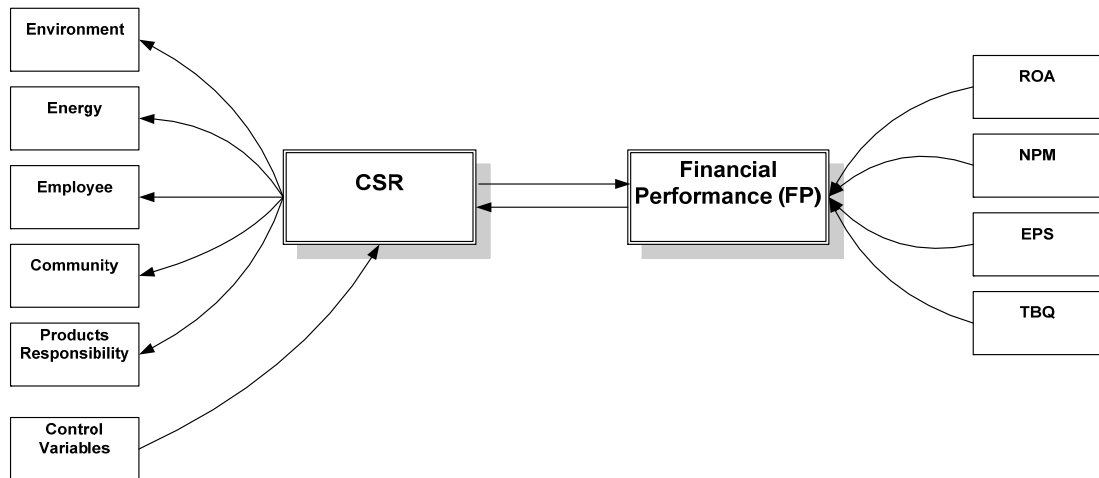 Environment
Energy
Employee
Community
Products
Responsibility
Control
Variables
CSR
Financial
Performance (FP)
ROA
NPM
EPS
TBQ